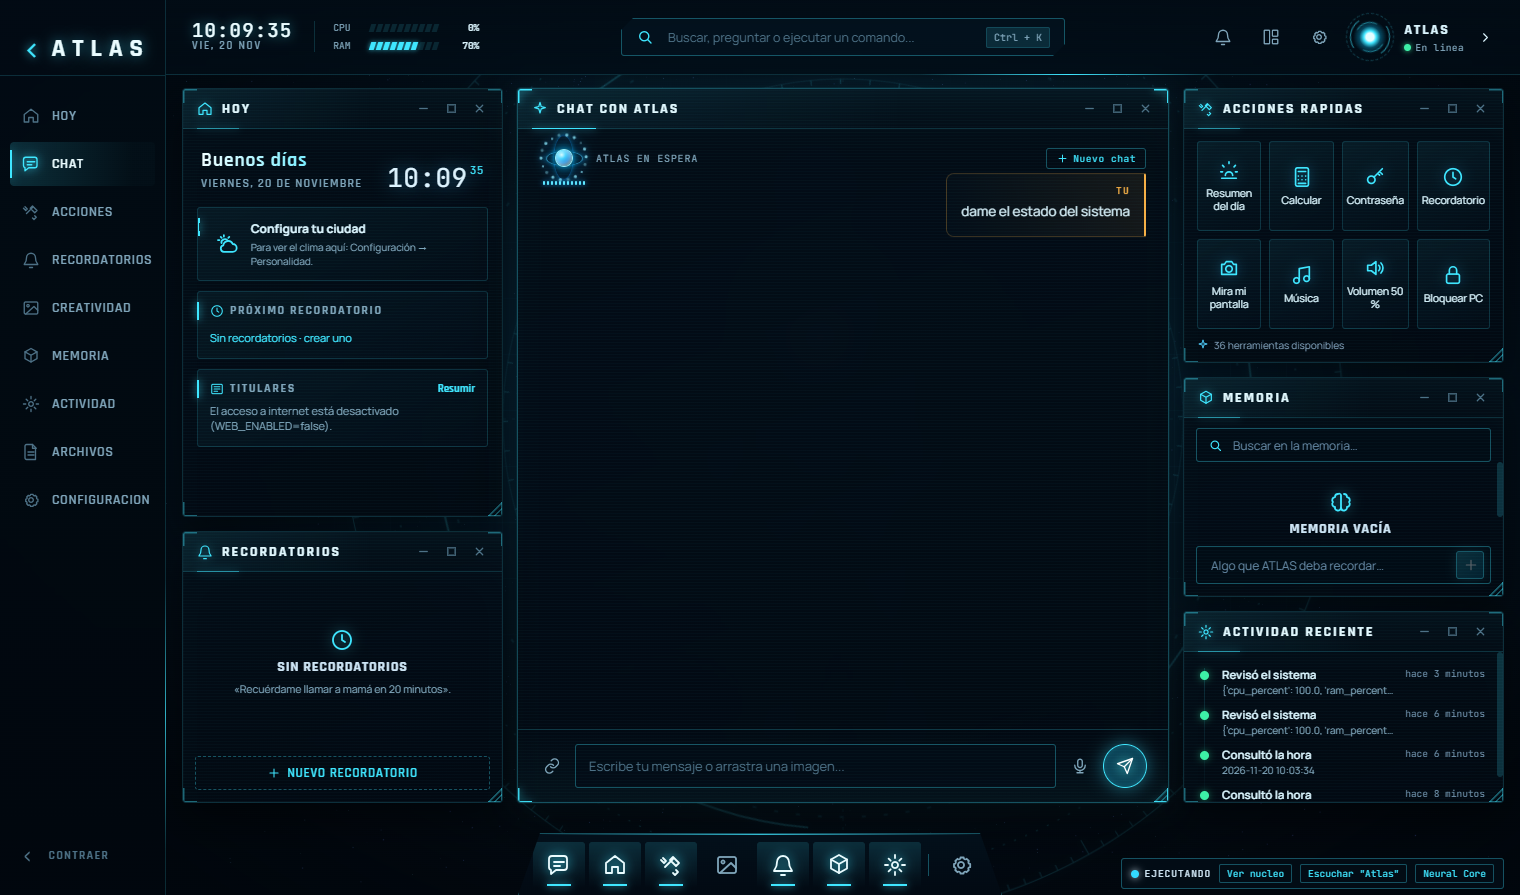 ATLAS
10:09:35
VIE, 20 NOV
CPU 0%
RAM 70%
Buscar, preguntar o ejecutar un comando...
Ctrl + K
ATLAS
En línea
HOY
CHAT
ACCIONES
RECORDATORIOS
CREATIVIDAD
MEMORIA
ACTIVIDAD
ARCHIVOS
CONFIGURACION
CONTRAER
HOY
Buenos días
VIERNES, 20 DE NOVIEMBRE
10:09 35
Configura tu ciudad
Para ver el clima aquí: Configuración →
Personalidad.
PRÓXIMO RECORDATORIO
Sin recordatorios · crear uno
TITULARES
Resumir
El acceso a internet está desactivado
(WEB_ENABLED=false).
RECORDATORIOS
SIN RECORDATORIOS
«Recuérdame llamar a mamá en 20 minutos».
+ NUEVO RECORDATORIO
CHAT CON ATLAS
ATLAS EN ESPERA
+ Nuevo chat
TU
dame el estado del sistema
Escribe tu mensaje o arrastra una imagen...
ACCIONES RAPIDAS
Resumen
del día
Calcular
Contraseña
Recordatorio
Mira mi
pantalla
Música
Volumen 50
%
Bloquear PC
36 herramientas disponibles
MEMORIA
Buscar en la memoria...
MEMORIA VACÍA
Algo que ATLAS deba recordar...
ACTIVIDAD RECIENTE
Revisó el sistema
hace 3 minutos
{'cpu_percent': 100.0, 'ram_percent...
Revisó el sistema
hace 6 minutos
{'cpu_percent': 100.0, 'ram_percent...
Consultó la hora
hace 6 minutos
2026-11-20 10:03:34
Consultó la hora
hace 8 minutos
EJECUTANDO
Ver nucleo
Escuchar "Atlas"
Neural Core